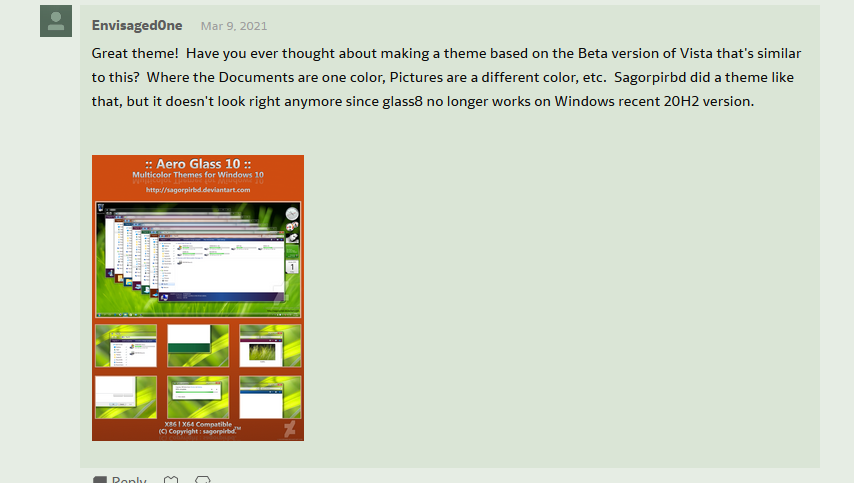 EnvisagedOne Mar 9, 2021
Great theme! Have you ever thought about making a theme based on the Beta version of Vista that's similar
to this? Where the Documents are one color, Pictures are a different color, etc. Sagorpirbd did a theme like
that, but it doesn't look right anymore since glass8 no longer works on Windows recent 20H2 version.
:: Aero Glass 10 ::
Multicolor Themes for Windows 10
http://sagorpirbd.deviantart.com
1
X86 | X64 Compatible
(C) Copyright : sagorpirbd.™
Reply